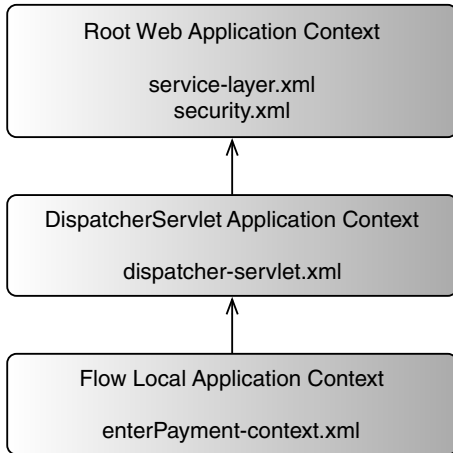 Root Web Application Context
service-layer.xml
security.xml
DispatcherServlet Application Context
dispatcher-servlet.xml
Flow Local Application Context
enterPayment-context.xml